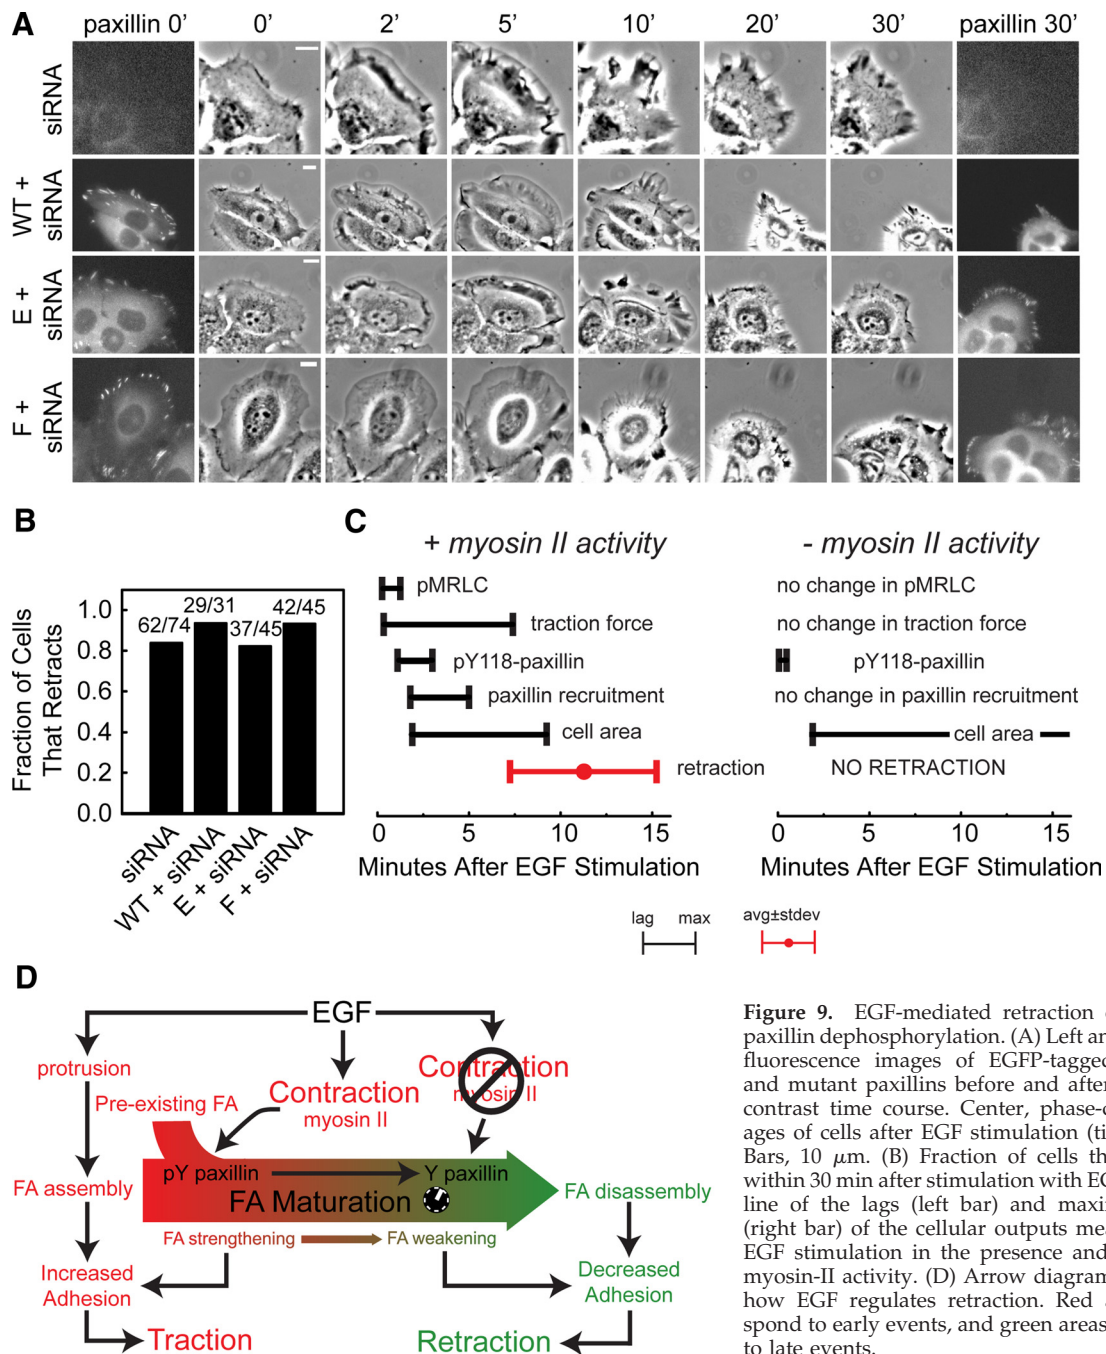 A
paxillin 0' 0' 2' 5' 10' 20' 30' paxillin 30'
siRNA
WT +
siRNA
E +
siRNA
F +
siRNA
B
Fraction of Cells
That Retracts
1.0
0.8
0.6
0.4
0.2
0.0
62/74
29/31
37/45
42/45
siRNA
WT + siRNA
E + siRNA
F + siRNA
C
+ myosin II activity
pMRLC
traction force
pY118-paxillin
paxillin recruitment
cell area
retraction
0 5 10 15
Minutes After EGF Stimulation
- myosin II activity
no change in pMRLC
no change in traction force
pY118-paxillin
no change in paxillin recruitment
cell area
NO RETRACTION
0 5 10 15
Minutes After EGF Stimulation
lag max
avg±stdev
D
EGF
protrusion
Contraction
myosin II
Contraction
myosin II
Pre-existing FA
pY paxillin
Y paxillin
FA Maturation
FA assembly
FA disassembly
FA strengthening
FA weakening
Increased
Adhesion
Decreased
Adhesion
Traction
Retraction
Figure 9. EGF-mediated retraction
paxillin dephosphorylation. (A) Left
fluorescence images of EGFP-tagged
and mutant paxillins before and after
contrast time course. Center,
ages of cells after EGF stimulation
Bars, 10 μm. (B) Fraction of cells
within 30 min after stimulation with
line of the lags (left bar) and
(right bar) of the cellular outputs
EGF stimulation in the presence and
myosin-II activity. (D) Arrow diagram
how EGF regulates retraction. Red
spond to early events, and green areas
to late events.